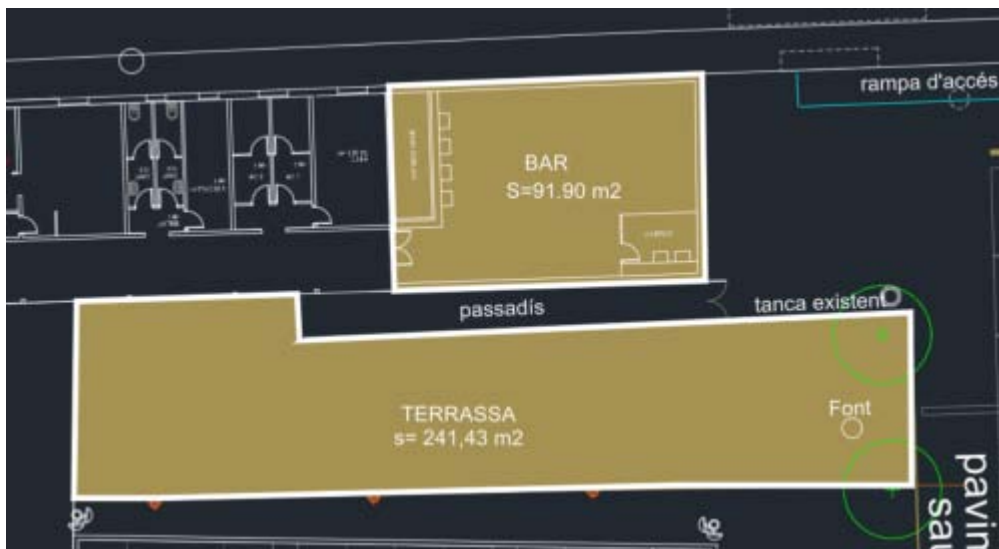 rampa d'accés
BAR
S=91.90 m2
passadís
tanca existent
TERRASSA
s= 241,43 m2
Font
pavim
sau